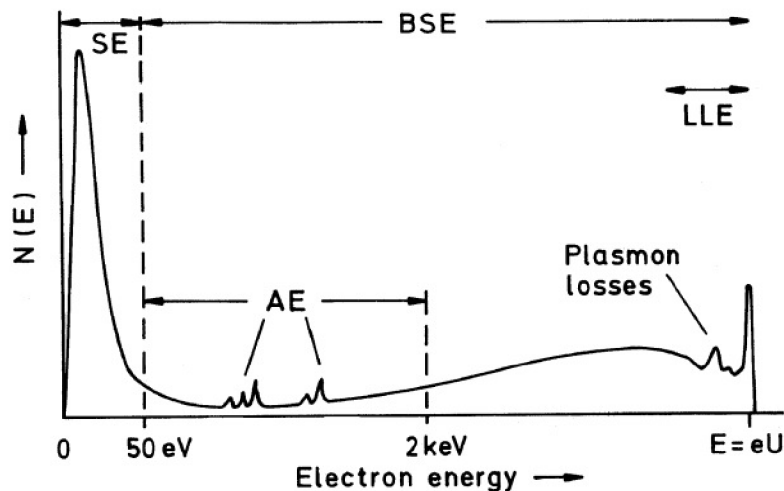 SE
BSE
LLE
N(E)
AE
Plasmon
losses
0
50 eV
2 keV
E=eU
Electron energy